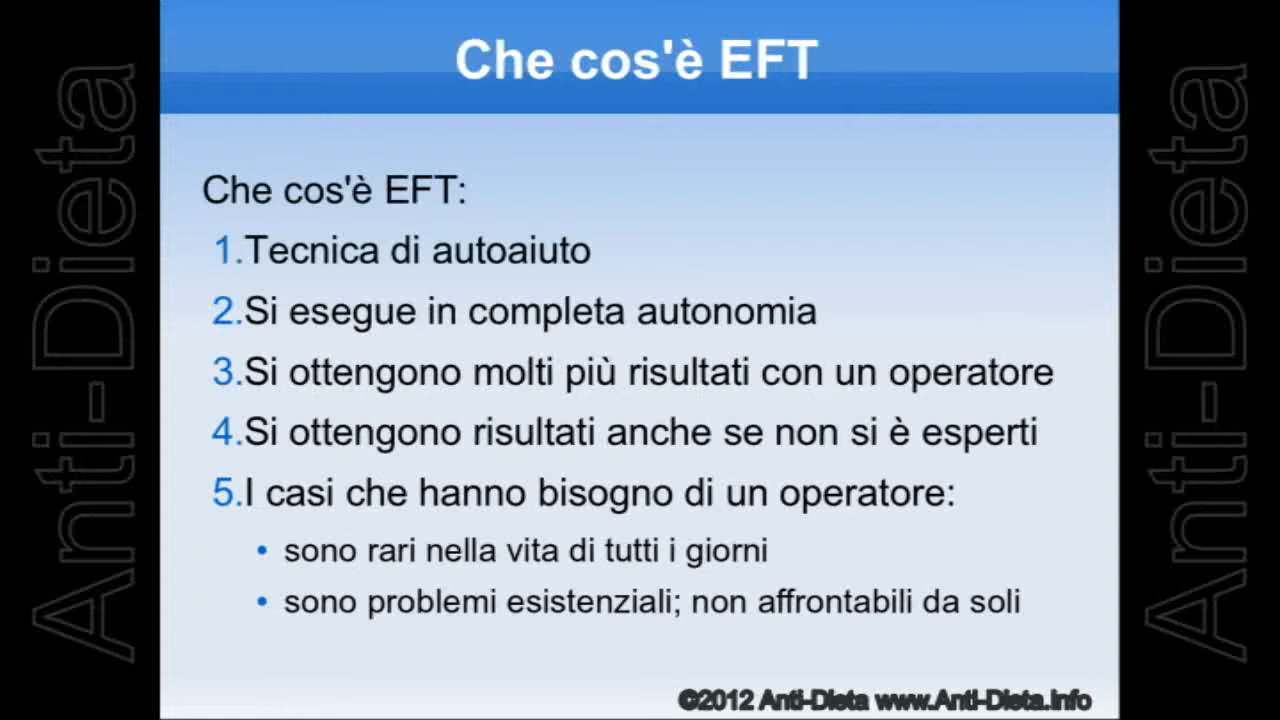 Che cos'è EFT
Che cos'è EFT:
1.Tecnica di autoaiuto
2.Si esegue in completa autonomia
3.Si ottengono molti più risultati con un operatore
4.Si ottengono risultati anche se non si è esperti
5.I casi che hanno bisogno di un operatore:
• sono rari nella vita di tutti i giorni
• sono problemi esistenziali; non affrontabili da soli
©2012 Anti-Dieta www.Anti-Dieta.info
Anti-Dieta
Anti-Dieta